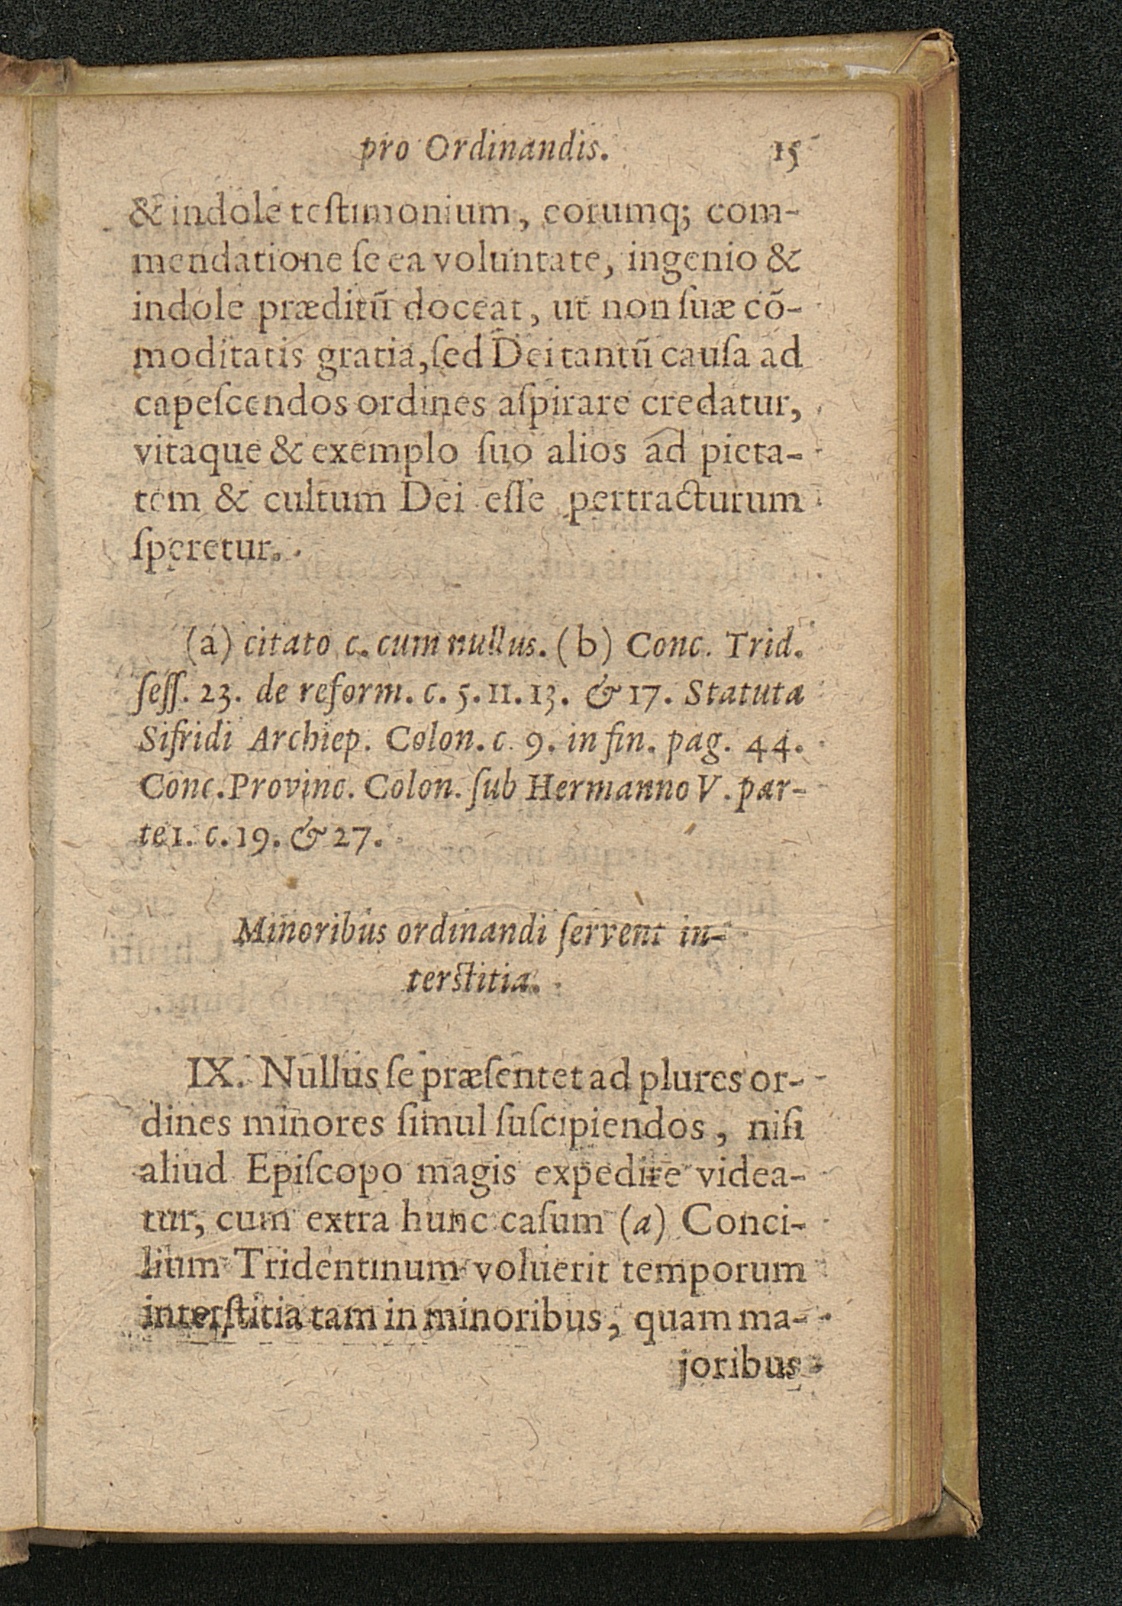 pro Ordinandis. 15
& indole teſtimonium, eorumq; com-
mendatione ſe ea voluntate, ingenio &
indole præditū doceat, ut non ſuæ cō-
moditatis gratia, ſed Dei tantū cauſa ad
capeſcendos ordines aſpirare credatur,
vitaque & exemplo ſuo alios ad pieta-
tem & cultum Dei eſſe pertracturum
ſperetur.
(a) citato c. cum nullus. (b) Conc. Trid.
ſeſſ. 23. de reform. c. 5. 11. 13. & 17. Statuta
Sifridi Archiep. Colon. c. 9. in fin. pag. 44.
Conc. Provinc. Colon. ſub Hermanno V. par-
te 1. c. 19. & 27.
Minoribus ordinandi ſervent in-
terſtitia.
IX. Nullus ſe præſentet ad plures or-
dines minores ſimul ſuſcipiendos, niſi
aliud Epiſcopo magis expedire videa-
tur, cum extra hunc caſum (a) Conci-
lium Tridentinum voluerit temporum
interſtitia tam in minoribus, quam ma-
joribus